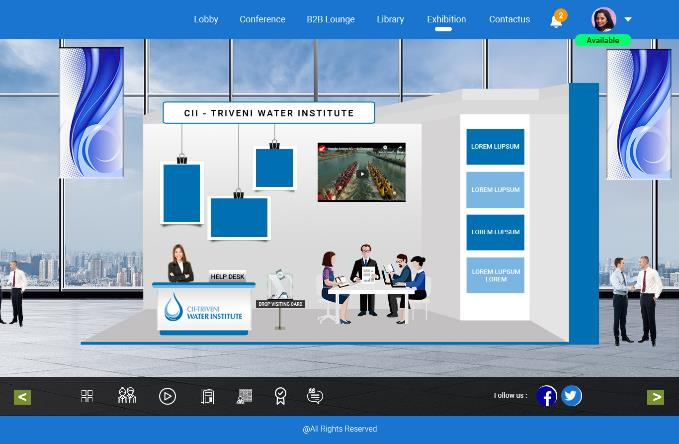 Lobby Conference B2B Lounge Library Exhibition Contactus
2
Available
CII - TRIVENI WATER INSTITUTE
LOREM LUPSUM
LOREM LUPSUM
LOREM LUPSUM
LOREM LUPSUM
LOREM
HELP DESK
DROP VISITING CARD
CII-TRIVENI
WATER INSTITUTE
< Follow us : >
@All Rights Reserved